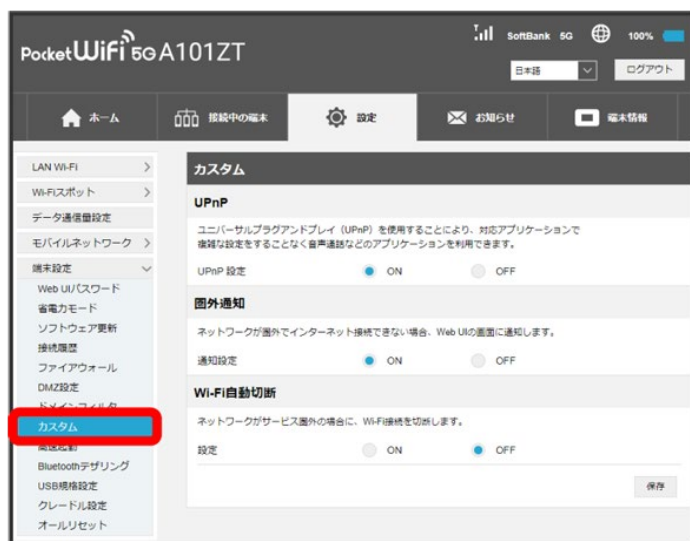 Pocket WiFi 5G A101ZT
SoftBank 5G 100%
日本語 ログアウト
ホーム 接続中の端末 設定 お知らせ 端末情報
LAN Wi-Fi
Wi-Fiスポット
データ通信量設定
モバイルネットワーク
端末設定
Web UIパスワード
省電力モード
ソフトウェア更新
接続履歴
ファイアウォール
DMZ設定
ドメインフィルタ
カスタム
高速起動
Bluetoothテザリング
USB規格設定
クレードル設定
オールリセット
カスタム
UPnP
ユニバーサルプラグアンドプレイ（UPnP）を使用することにより、対応アプリケーションで
複雑な設定をすることなく音声通話などのアプリケーションを利用できます。
UPnP 設定 ON OFF
圏外通知
ネットワークが圏外でインターネット接続できない場合、Web UIの画面に通知します。
通知設定 ON OFF
Wi-Fi自動切断
ネットワークがサービス圏外の場合に、Wi-Fi接続を切断します。
設定 ON OFF
保存